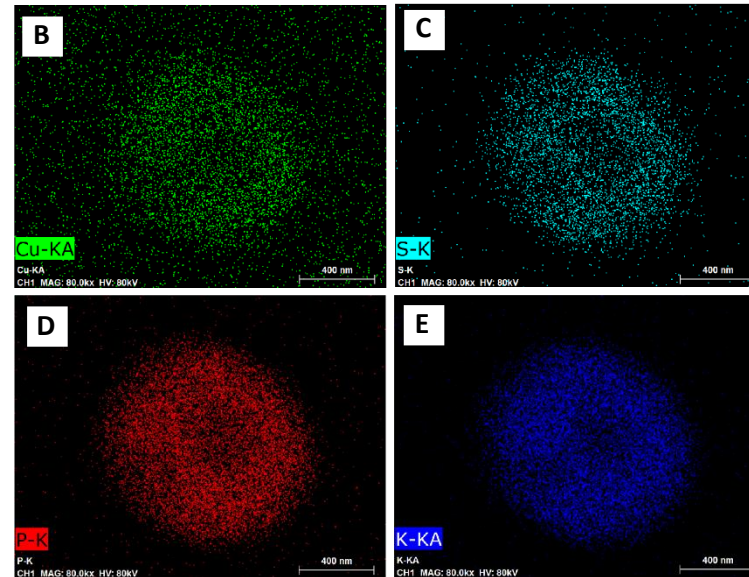 B
Cu-KA
Cu-KA
400 nm
CH1 MAG: 80.0kx HV: 80kV
C
S-K
S-K
400 nm
CH1 MAG: 80.0kx HV: 80kV
D
P-K
P-K
400 nm
CH1 MAG: 80.0kx HV: 80kV
E
K-KA
K-KA
400 nm
CH1 MAG: 80.0kx HV: 80kV